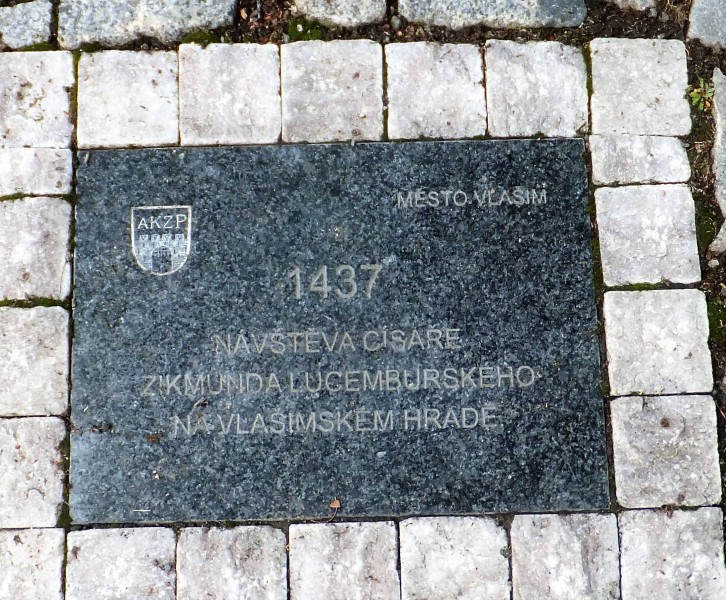 AKZP
MĚSTO VLAŠIM
1437
NÁVŠTĚVA CÍSAŘE
ZIKMUNDA LUCEMBURSKÉHO
NA VLAŠIMSKÉM HRADĚ